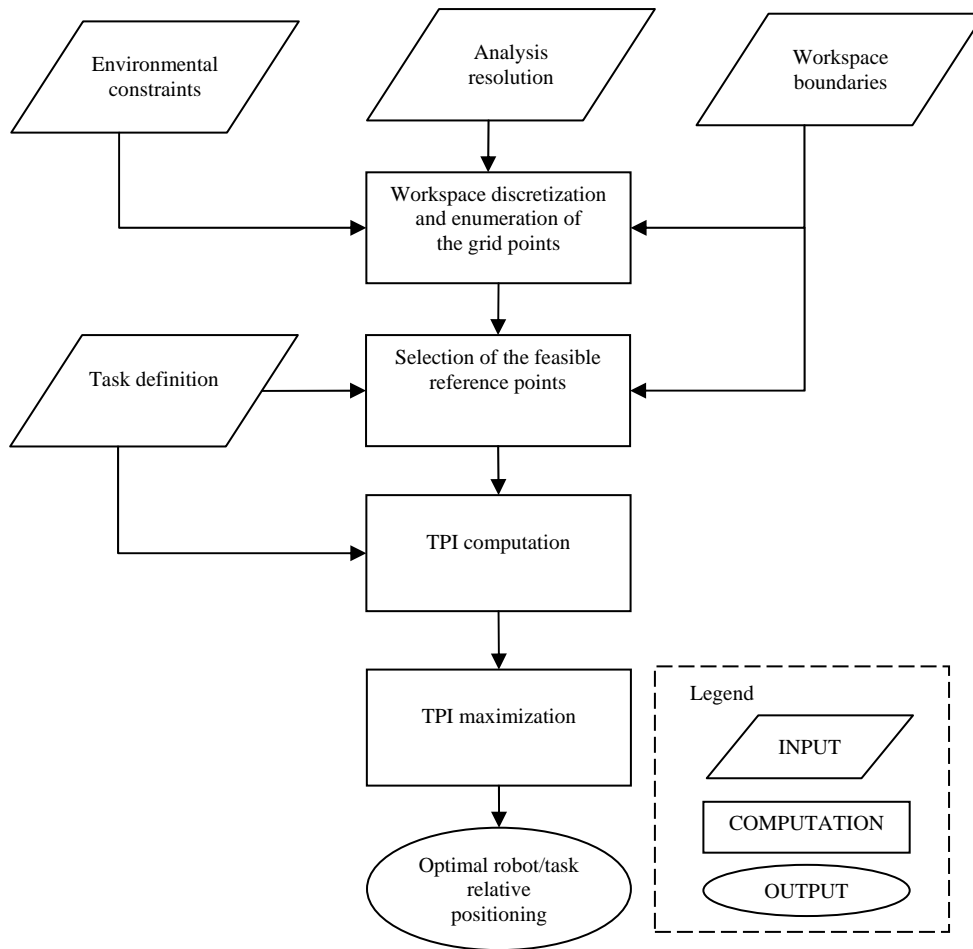 Environmental
constraints
Analysis
resolution
Workspace
boundaries
Workspace discretization
and enumeration of
the grid points
Task definition
Selection of the feasible
reference points
TPI computation
TPI maximization
Optimal robot/task
relative
positioning
Legend
INPUT
COMPUTATION
OUTPUT